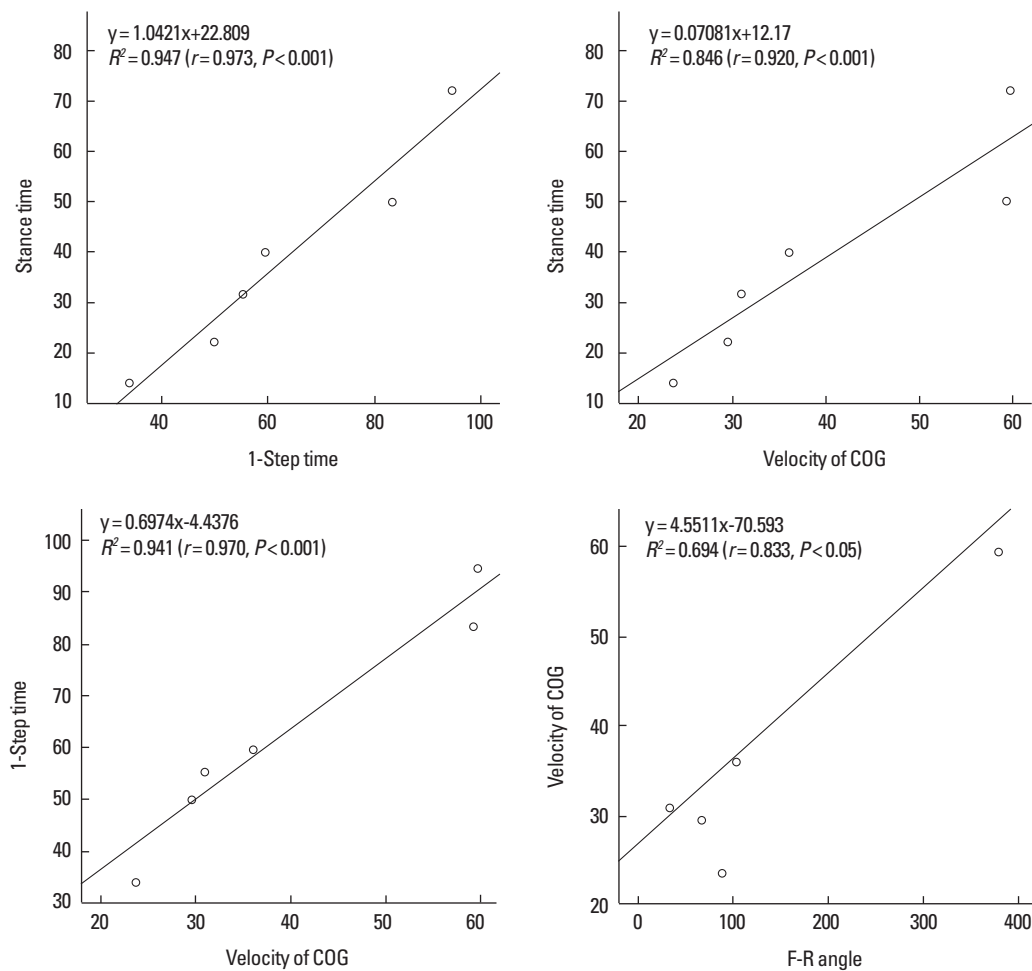 y = 1.0421x+22.809
R² = 0.947 (r = 0.973, P < 0.001)
80
70
60
50
40
30
20
10
Stance time
40 60 80 100
1-Step time
y = 0.07081x+12.17
R² = 0.846 (r = 0.920, P < 0.001)
80
70
60
50
40
30
20
10
Stance time
20 30 40 50 60
Velocity of COG
y = 0.6974x-4.4376
R² = 0.941 (r = 0.970, P < 0.001)
100
90
80
70
60
50
40
30
1-Step time
20 30 40 50 60
Velocity of COG
y = 4.5511x-70.593
R² = 0.694 (r = 0.833, P < 0.05)
60
50
40
30
20
Velocity of COG
0 100 200 300 400
F-R angle